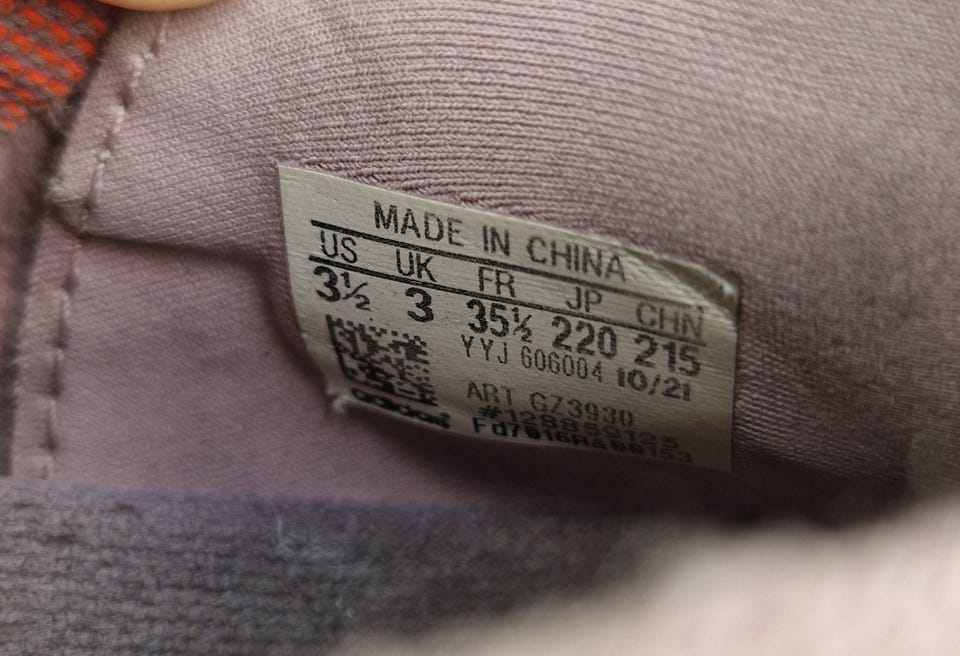 MADE IN CHINA
US UK FR JP CHN
3½ 3 35½ 220 215
YYJ 606004 10/21
ART GZ3930
adidas